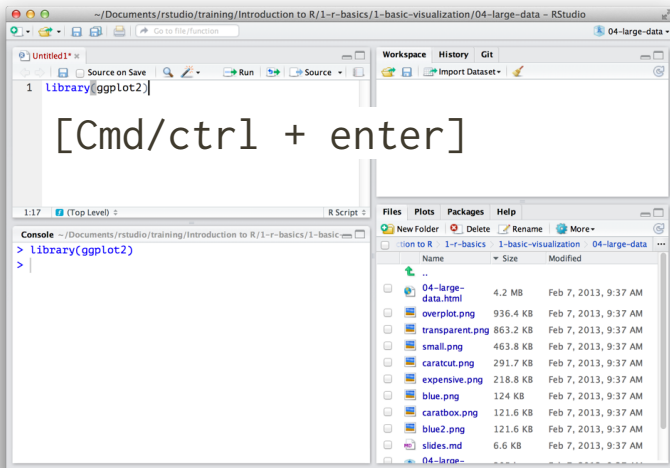 ~/Documents/rstudio/training/Introduction to R/1-r-basics/1-basic-visualization/04-large-data – RStudio
Go to file/function
04-large-data
Untitled1*
Source on Save
Run
Source
1 library(ggplot2)
[Cmd/ctrl + enter]
1:17 (Top Level) R Script
Console ~/Documents/rstudio/training/Introduction to R/1-r-basics/1-basic-
> library(ggplot2)
>
Workspace History Git
Import Dataset
Files Plots Packages Help
New Folder Delete Rename More
ction to R 1-r-basics 1-basic-visualization 04-large-data ...
Name Size Modified
..
04-large-
data.html 4.2 MB Feb 7, 2013, 9:37 AM
overplot.png 936.4 KB Feb 7, 2013, 9:37 AM
transparent.png 863.2 KB Feb 7, 2013, 9:37 AM
small.png 463.8 KB Feb 7, 2013, 9:37 AM
caratcut.png 291.7 KB Feb 7, 2013, 9:37 AM
expensive.png 218.8 KB Feb 7, 2013, 9:37 AM
blue.png 124 KB Feb 7, 2013, 9:37 AM
caratbox.png 121.6 KB Feb 7, 2013, 9:37 AM
blue2.png 121.6 KB Feb 7, 2013, 9:37 AM
slides.md 6.6 KB Feb 7, 2013, 9:37 AM
04-large-